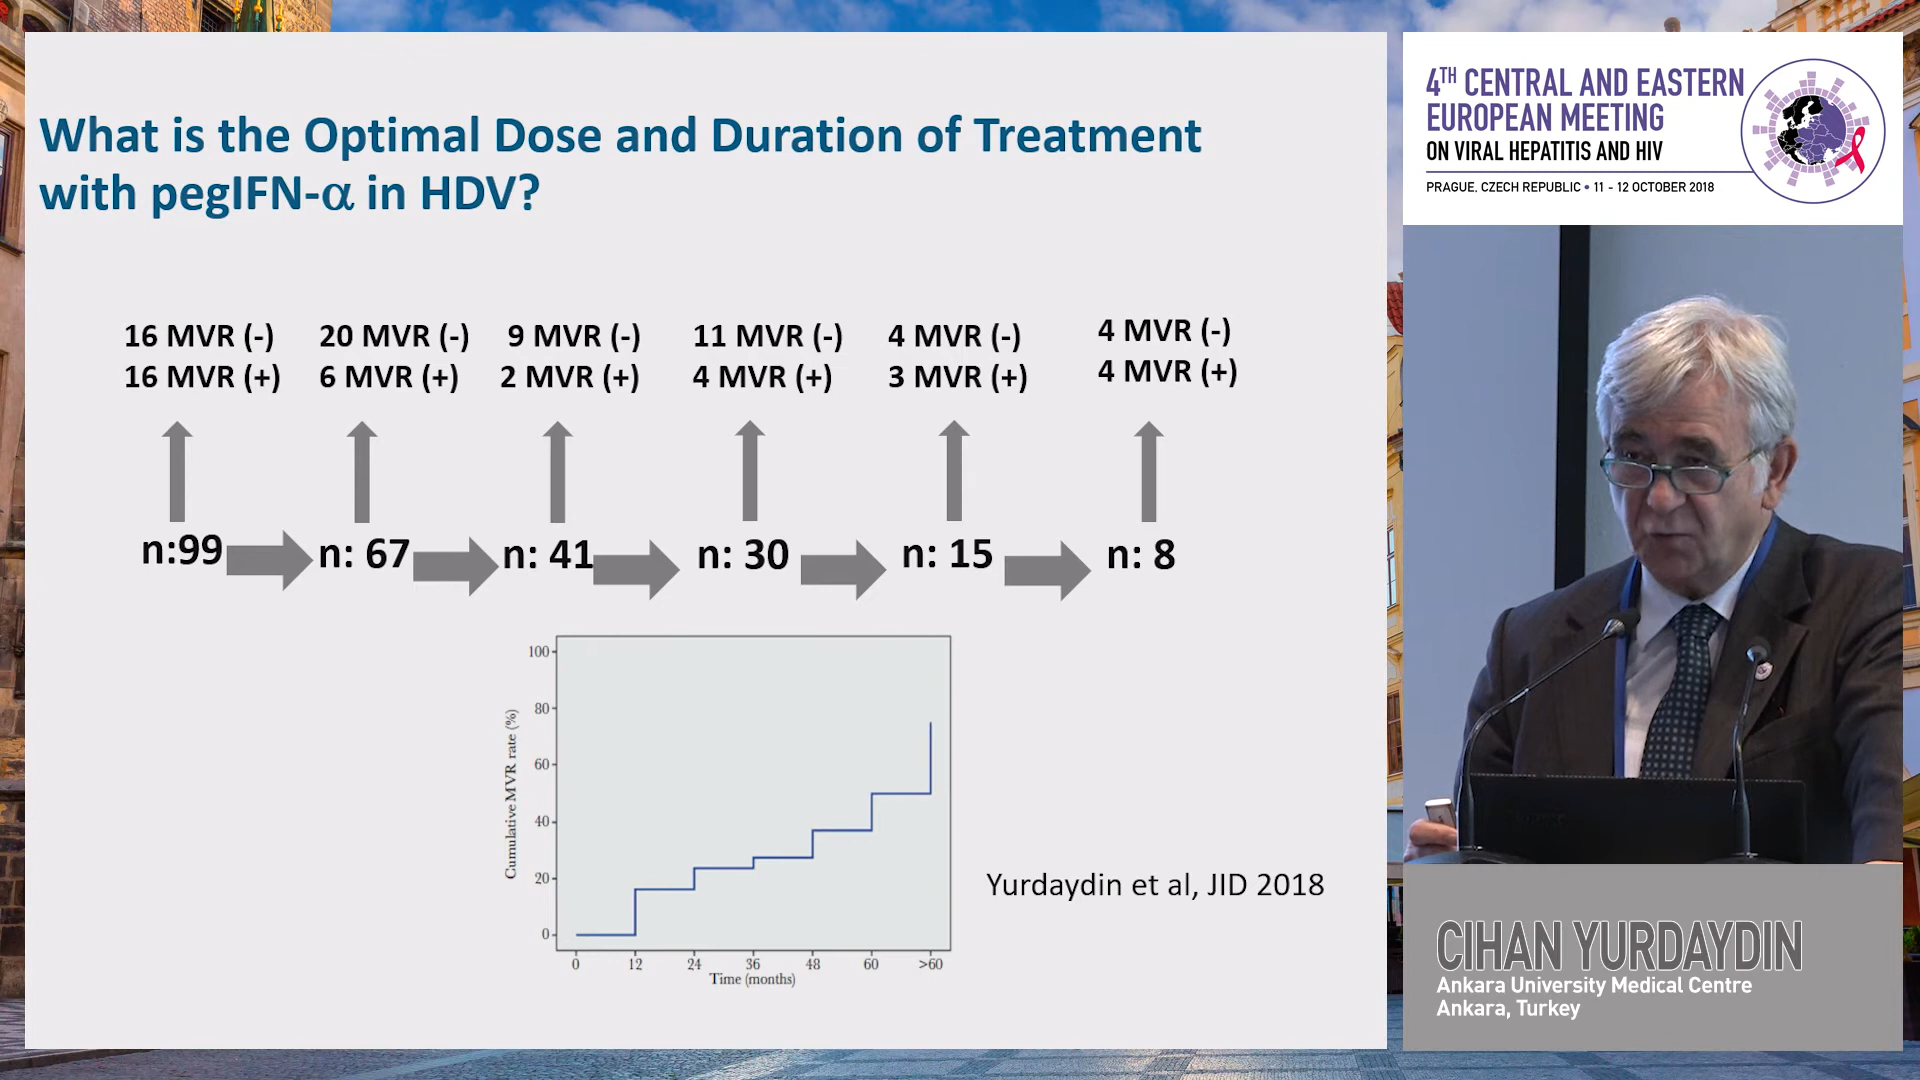 What is the Optimal Dose and Duration of Treatment
with pegIFN-α in HDV?
16 MVR (-)
16 MVR (+)
20 MVR (-)
6 MVR (+)
9 MVR (-)
2 MVR (+)
11 MVR (-)
4 MVR (+)
4 MVR (-)
3 MVR (+)
4 MVR (-)
4 MVR (+)
n:99
n: 67
n: 41
n: 30
n: 15
n: 8
Cumulative MVR rate (%)
100
80
60
40
20
0
0 12 24 36 48 60 >60
Time (months)
Yurdaydin et al, JID 2018
4TH CENTRAL AND EASTERN
EUROPEAN MEETING
ON VIRAL HEPATITIS AND HIV
PRAGUE, CZECH REPUBLIC • 11 - 12 OCTOBER 2018
CIHAN YURDAYDIN
Ankara University Medical Centre
Ankara, Turkey